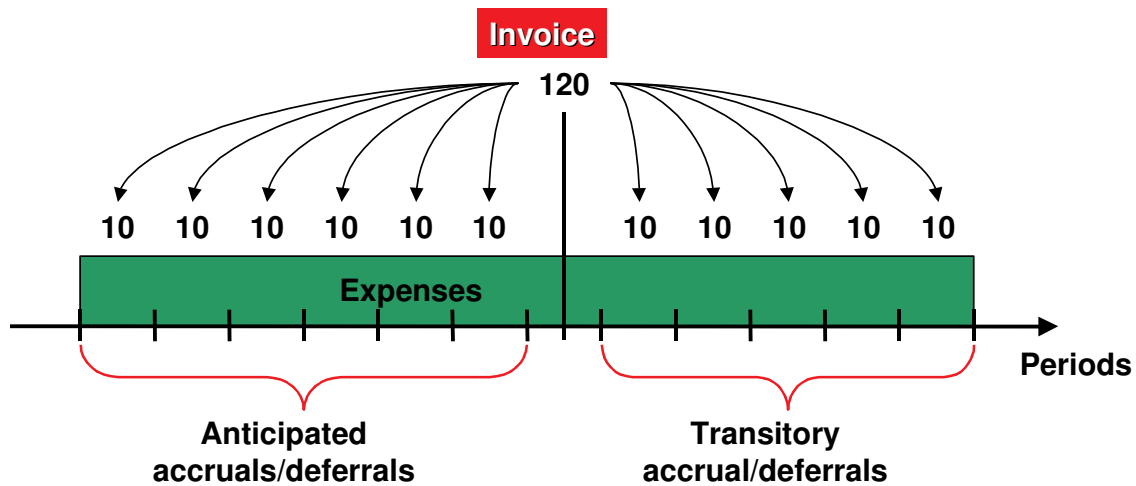 Invoice
120
10 10 10 10 10 10 10 10 10 10 10
Expenses
Periods
Anticipated
accruals/deferrals
Transitory
accrual/deferrals